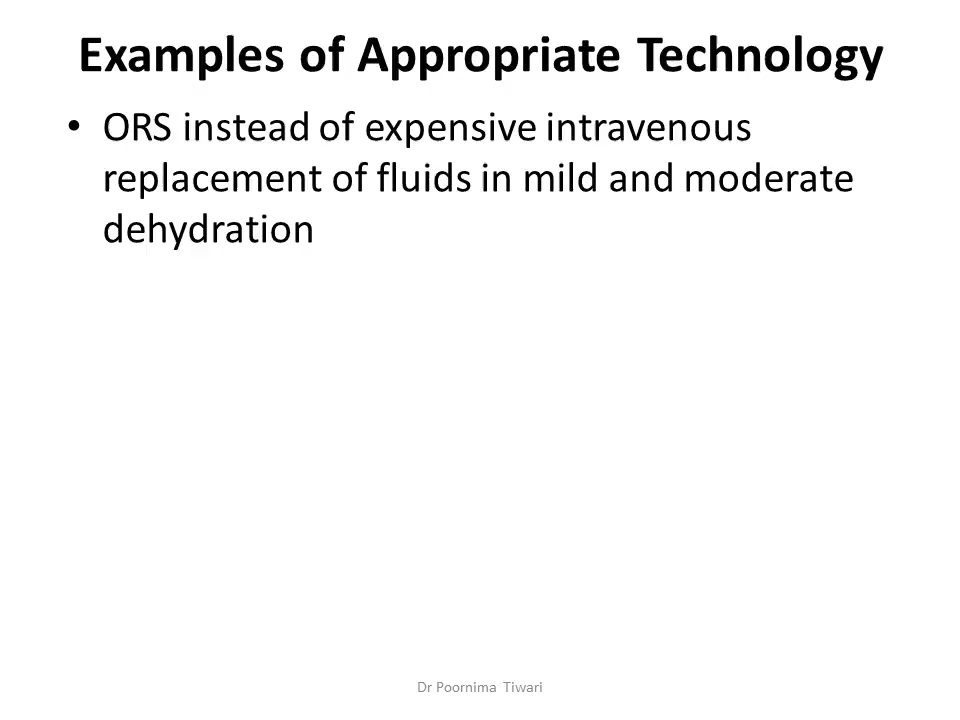 Examples of Appropriate Technology
• ORS instead of expensive intravenous
replacement of fluids in mild and moderate
dehydration
Dr Poornima Tiwari